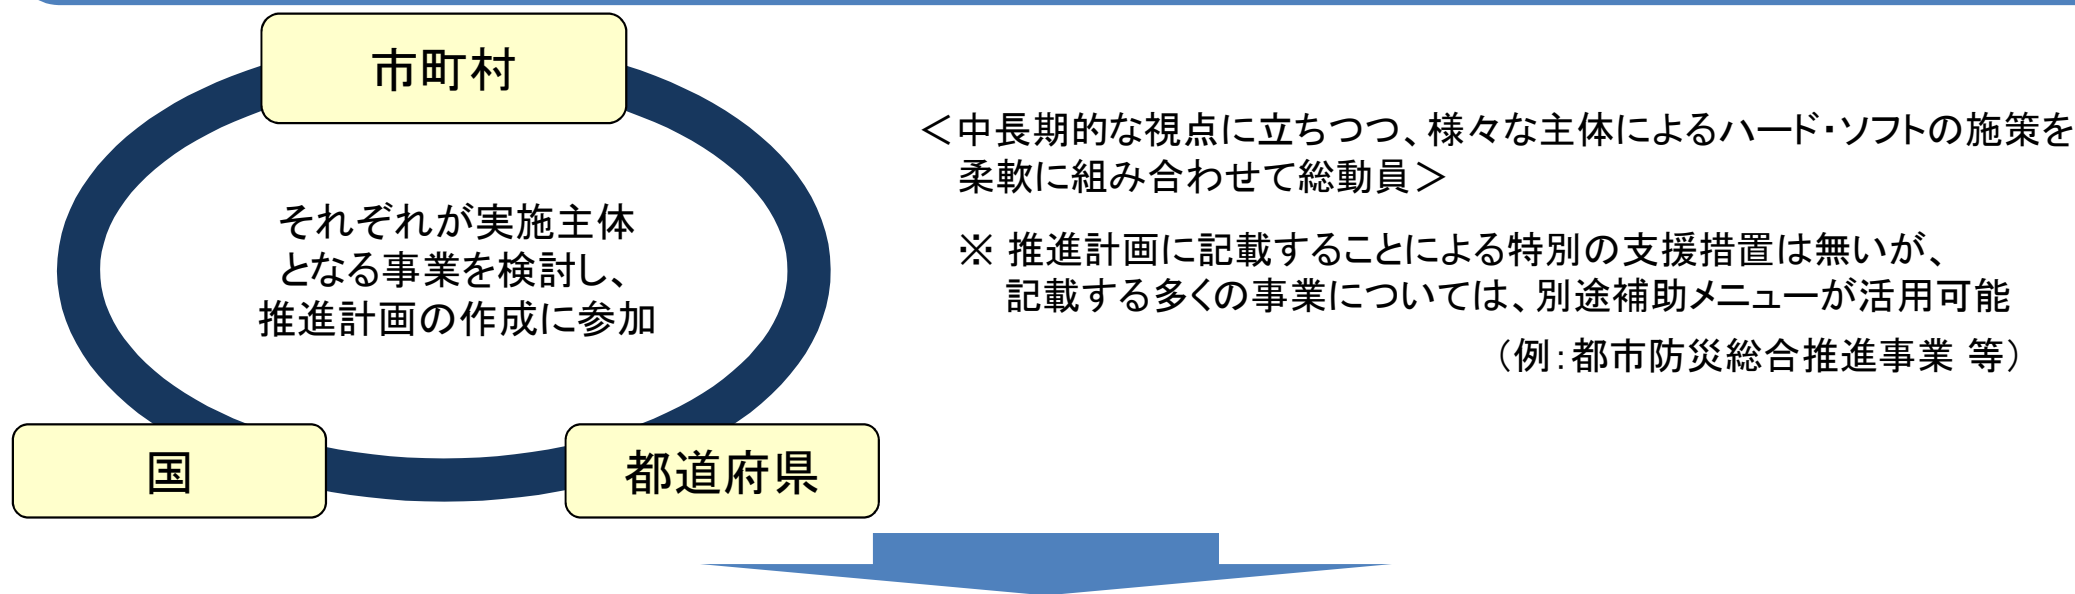 市町村
それぞれが実施主体
となる事業を検討し、
推進計画の作成に参加
国
都道府県
＜中長期的な視点に立ちつつ、様々な主体によるハード・ソフトの施策を
柔軟に組み合わせて総動員＞
※ 推進計画に記載することによる特別の支援措置は無いが、
記載する多くの事業については、別途補助メニューが活用可能
（例：都市防災総合推進事業 等）